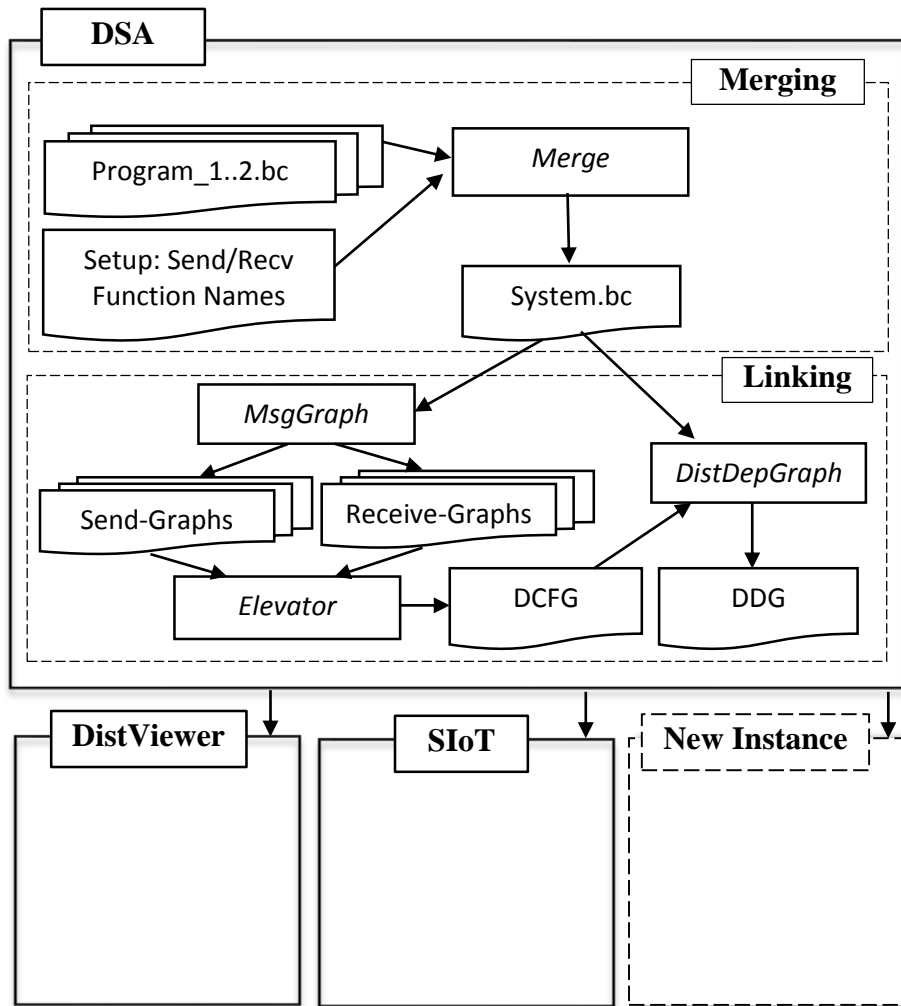 DSA
Merging
Program_1..2.bc
Merge
Setup: Send/Recv
Function Names
System.bc
Linking
MsgGraph
DistDepGraph
Send-Graphs
Receive-Graphs
Elevator
DCFG
DDG
DistViewer
SIoT
New Instance